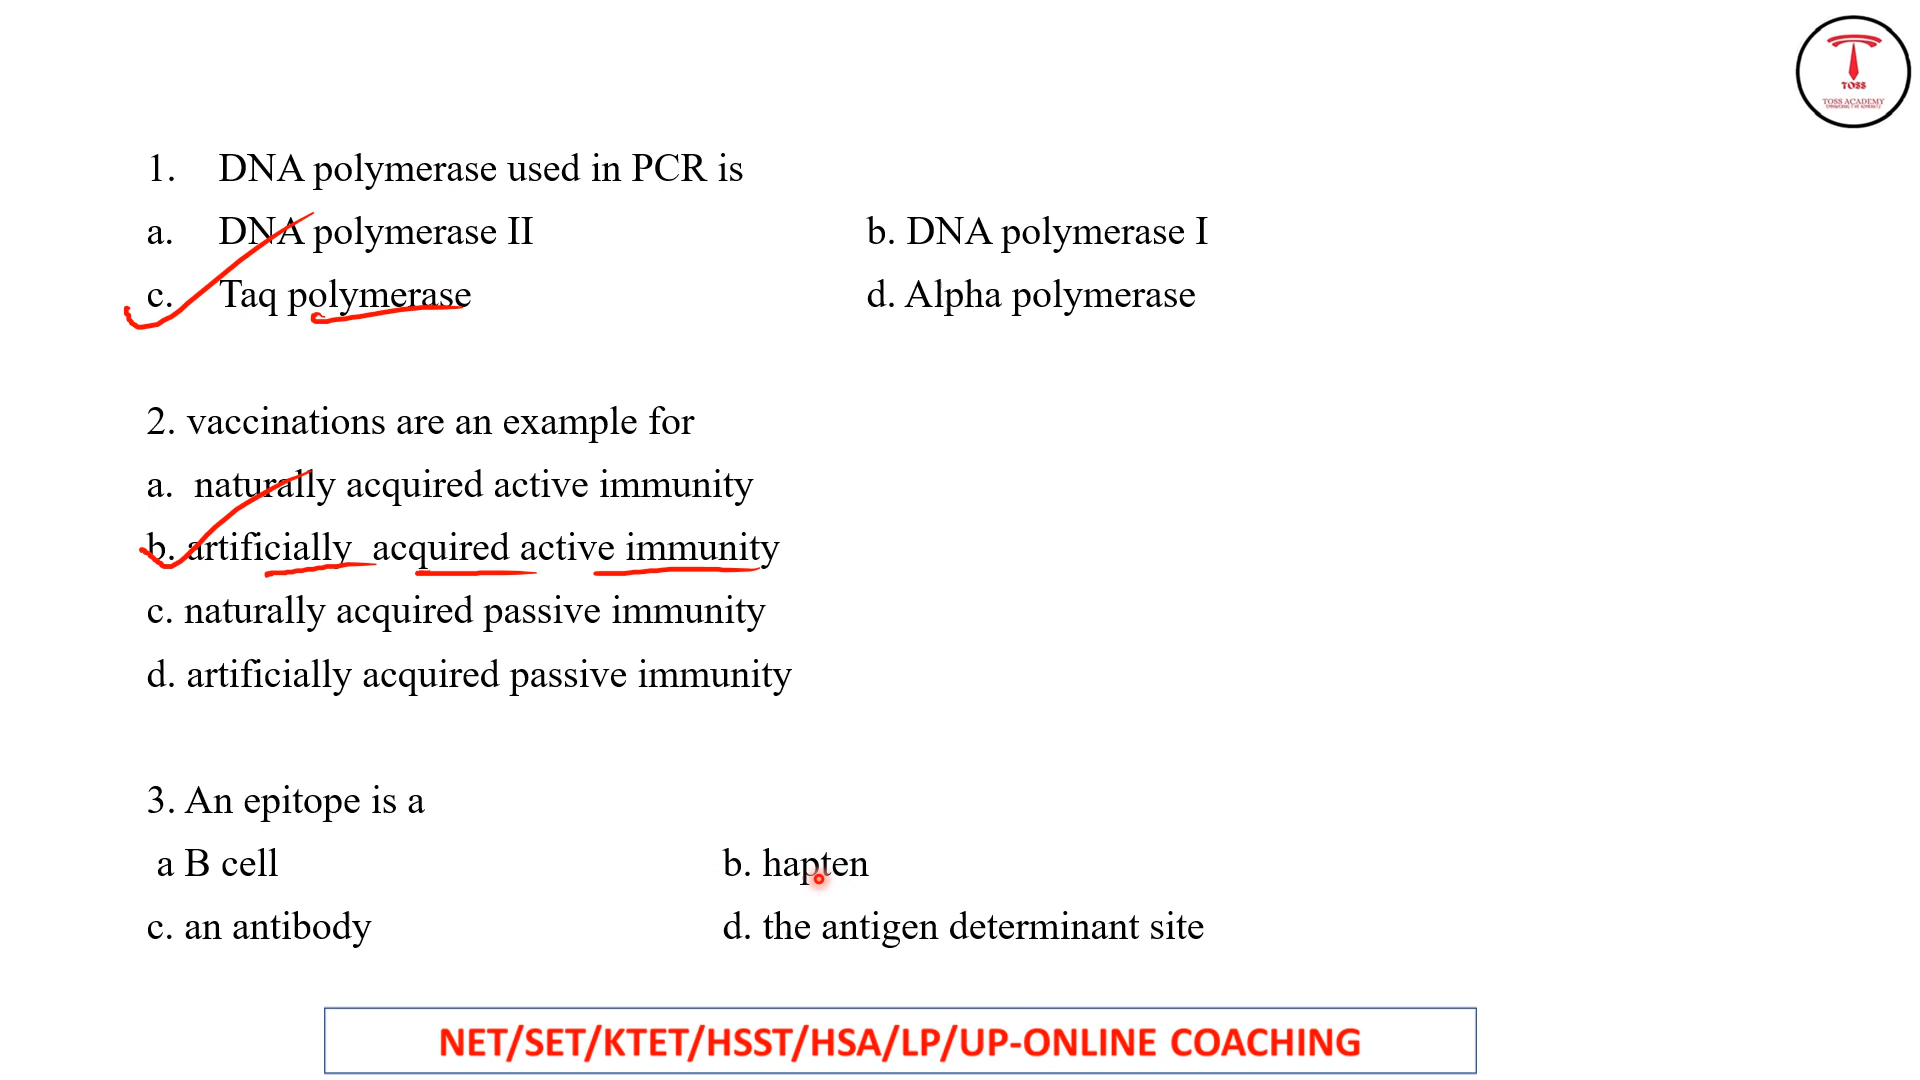 TOSS
TOSS ACADEMY
1. DNA polymerase used in PCR is
a. DNA polymerase II b. DNA polymerase I
c. Taq polymerase d. Alpha polymerase
2. vaccinations are an example for
a. naturally acquired active immunity
b. artificially acquired active immunity
c. naturally acquired passive immunity
d. artificially acquired passive immunity
3. An epitope is a
a B cell b. hapten
c. an antibody d. the antigen determinant site
NET/SET/KTET/HSST/HSA/LP/UP-ONLINE COACHING